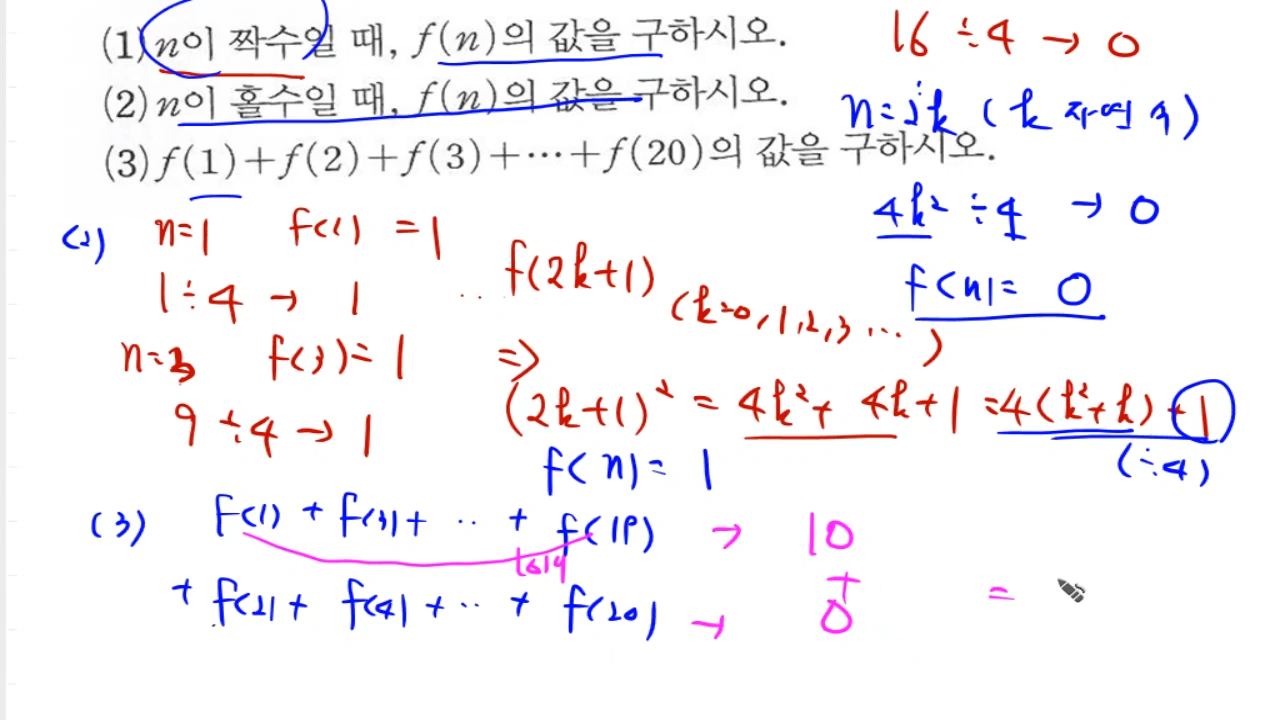 (1) n이 짝수일 때, f(n)의 값을 구하시오.
16 ÷ 4 → 0
(2) n이 홀수일 때, f(n)의 값을 구하시오.
n=2k (k 자연수)
(3) f(1)+f(2)+f(3)+⋯+f(20)의 값을 구하시오.
4k² ÷ 4 → 0
f(n)= 0
(2) n=1 f(1) = 1
1 ÷ 4 → 1
f(2k+1)
(k=0, 1, 2, 3 ...)
n=3 f(3)= 1
9 ÷ 4 → 1
⇒
(2k+1)² = 4k²+ 4k+1 =4(k²+k)+1
(÷4)
f(n)= 1
(3) f(1) + f(3)+ ·· + f(19) → 10
10개
+
+ f(2)+ f(4)+ ·· + f(20) → 0
=